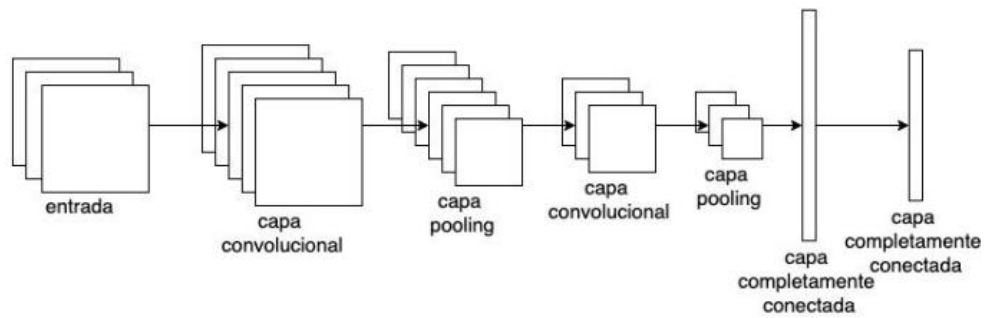 entrada
capa
convolucional
capa
pooling
capa
convolucional
capa
pooling
capa
completamente
conectada
capa
completamente
conectada